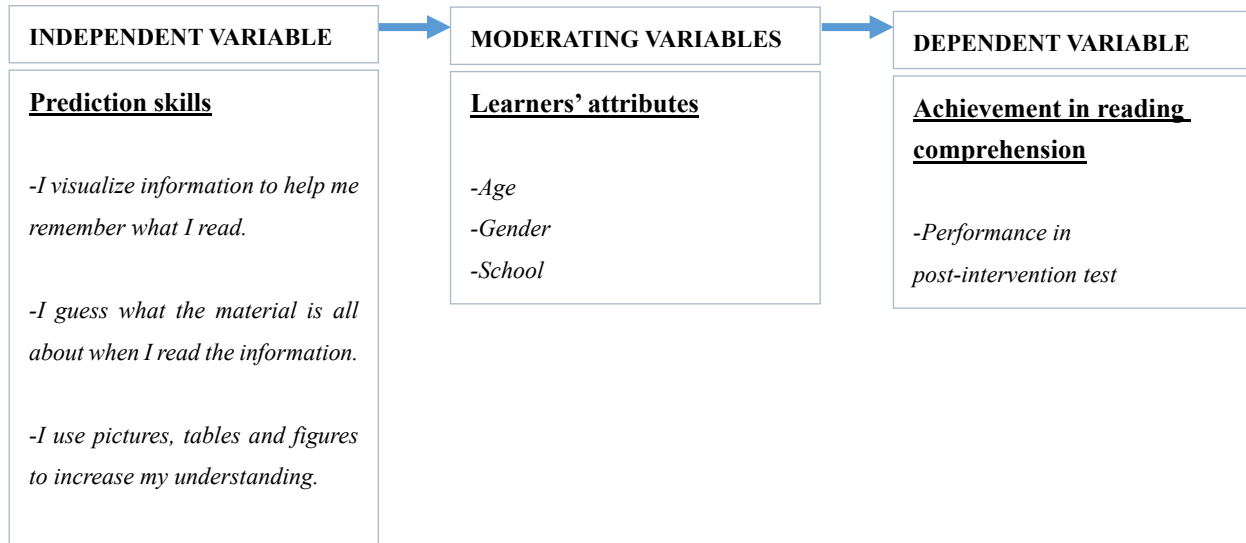 INDEPENDENT VARIABLE
Prediction skills
-I visualize information to help me
remember what I read.
-I guess what the material is all
about when I read the information.
-I use pictures, tables and figures
to increase my understanding.
MODERATING VARIABLES
Learners’ attributes
-Age
-Gender
-School
DEPENDENT VARIABLE
Achievement in reading
comprehension
-Performance in
post-intervention test